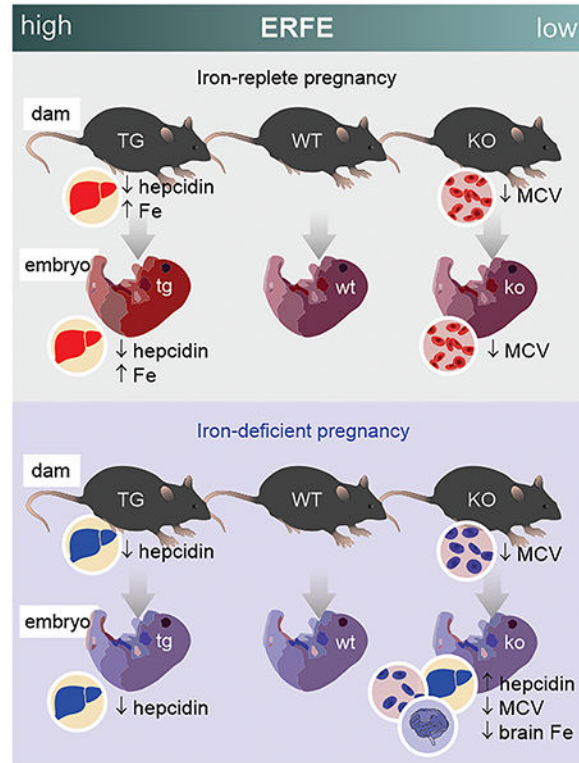 high ERFE low
Iron-replete pregnancy
dam
TG WT KO
↓ hepcidin
↑ Fe
↓ MCV
embryo
tg wt ko
↓ hepcidin
↑ Fe
↓ MCV
Iron-deficient pregnancy
dam
TG WT KO
↓ hepcidin
↓ MCV
embryo
tg wt ko
↓ hepcidin
↑ hepcidin
↓ MCV
↓ brain Fe